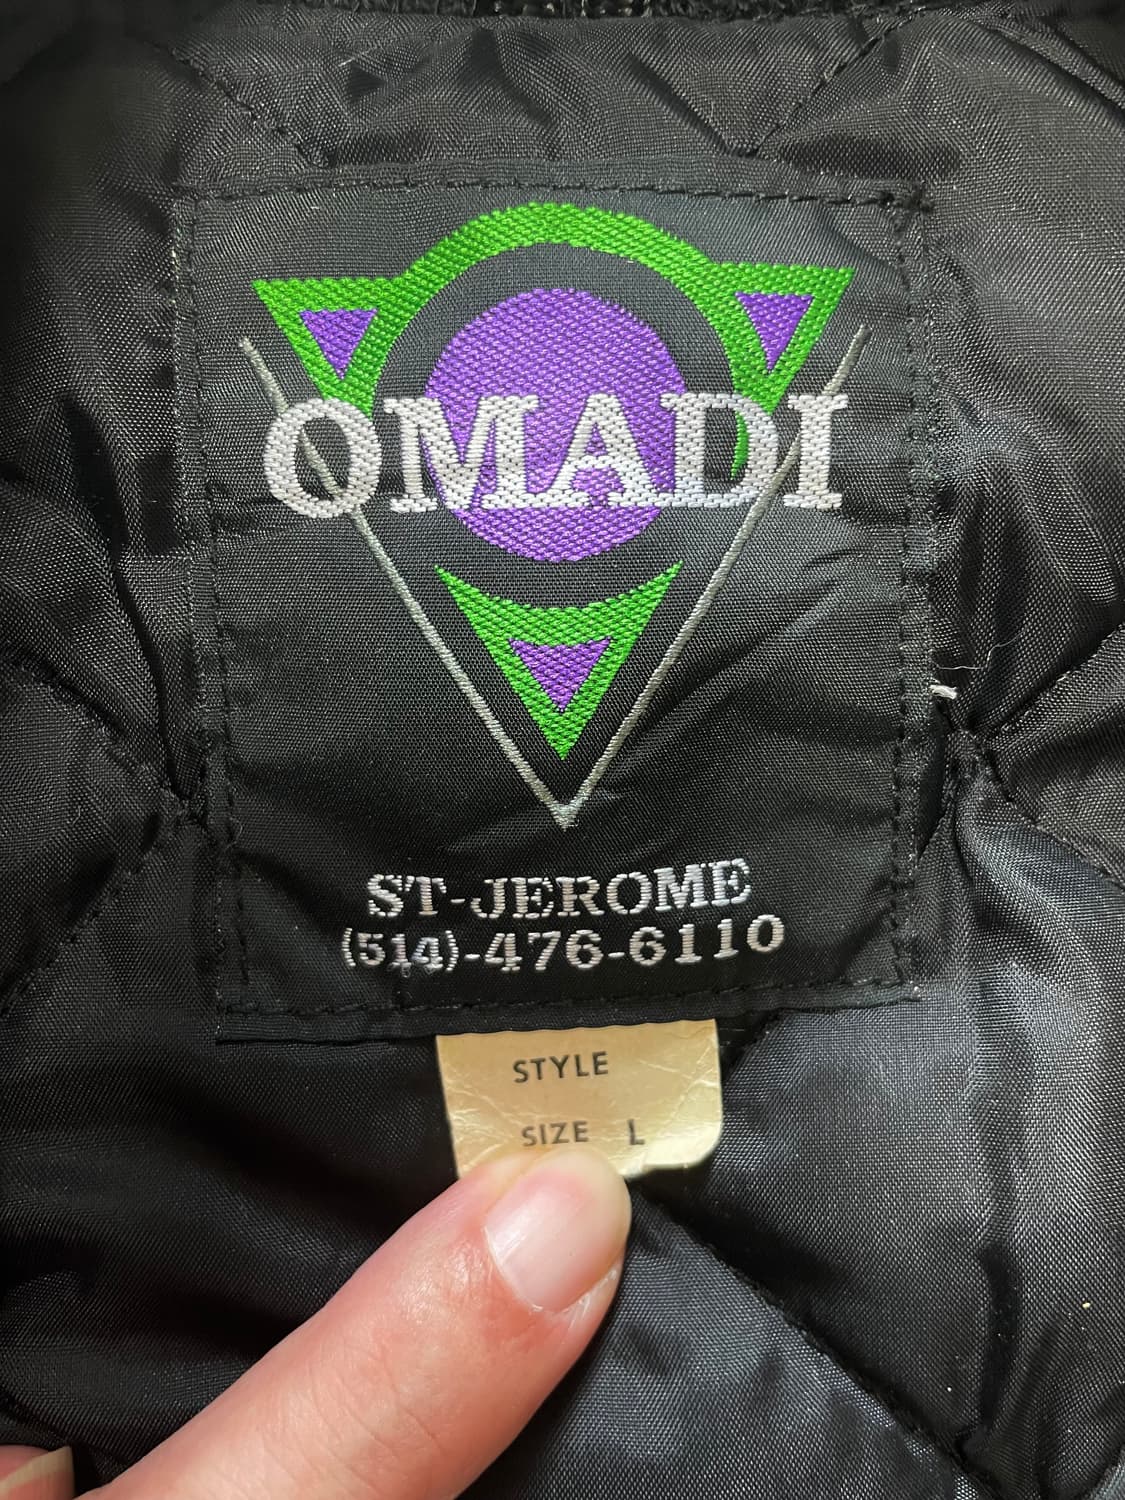 OMADI
ST-JEROME
(514)-476-6110
STYLE
SIZE L